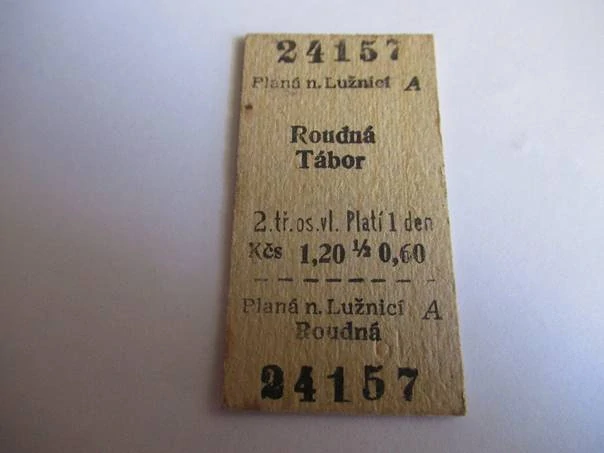 24157
Planá n. Lužnicí A
Roudná
Tábor
2.tř.os.vl. Platí 1 den
Kčs 1,20 ½ 0,60
Planá n. Lužnicí A
Roudná
24157